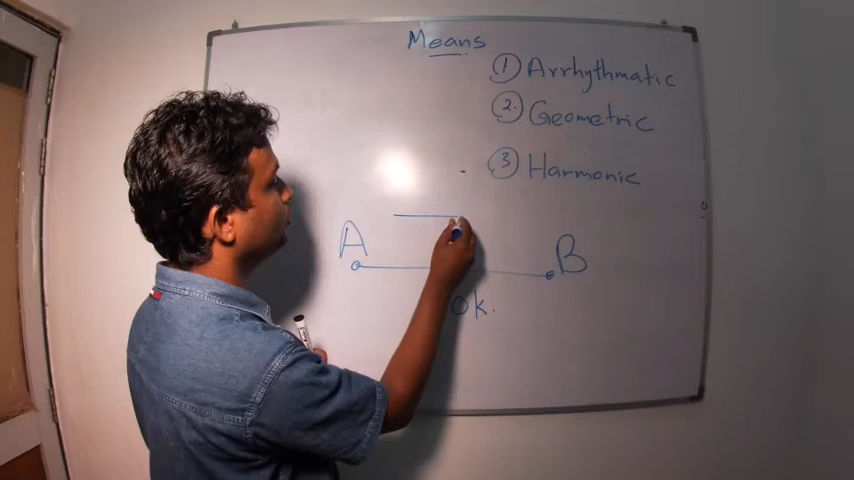 Means
① Arrhythmatic
② Geometric
③ Harmonic
A B
OK.